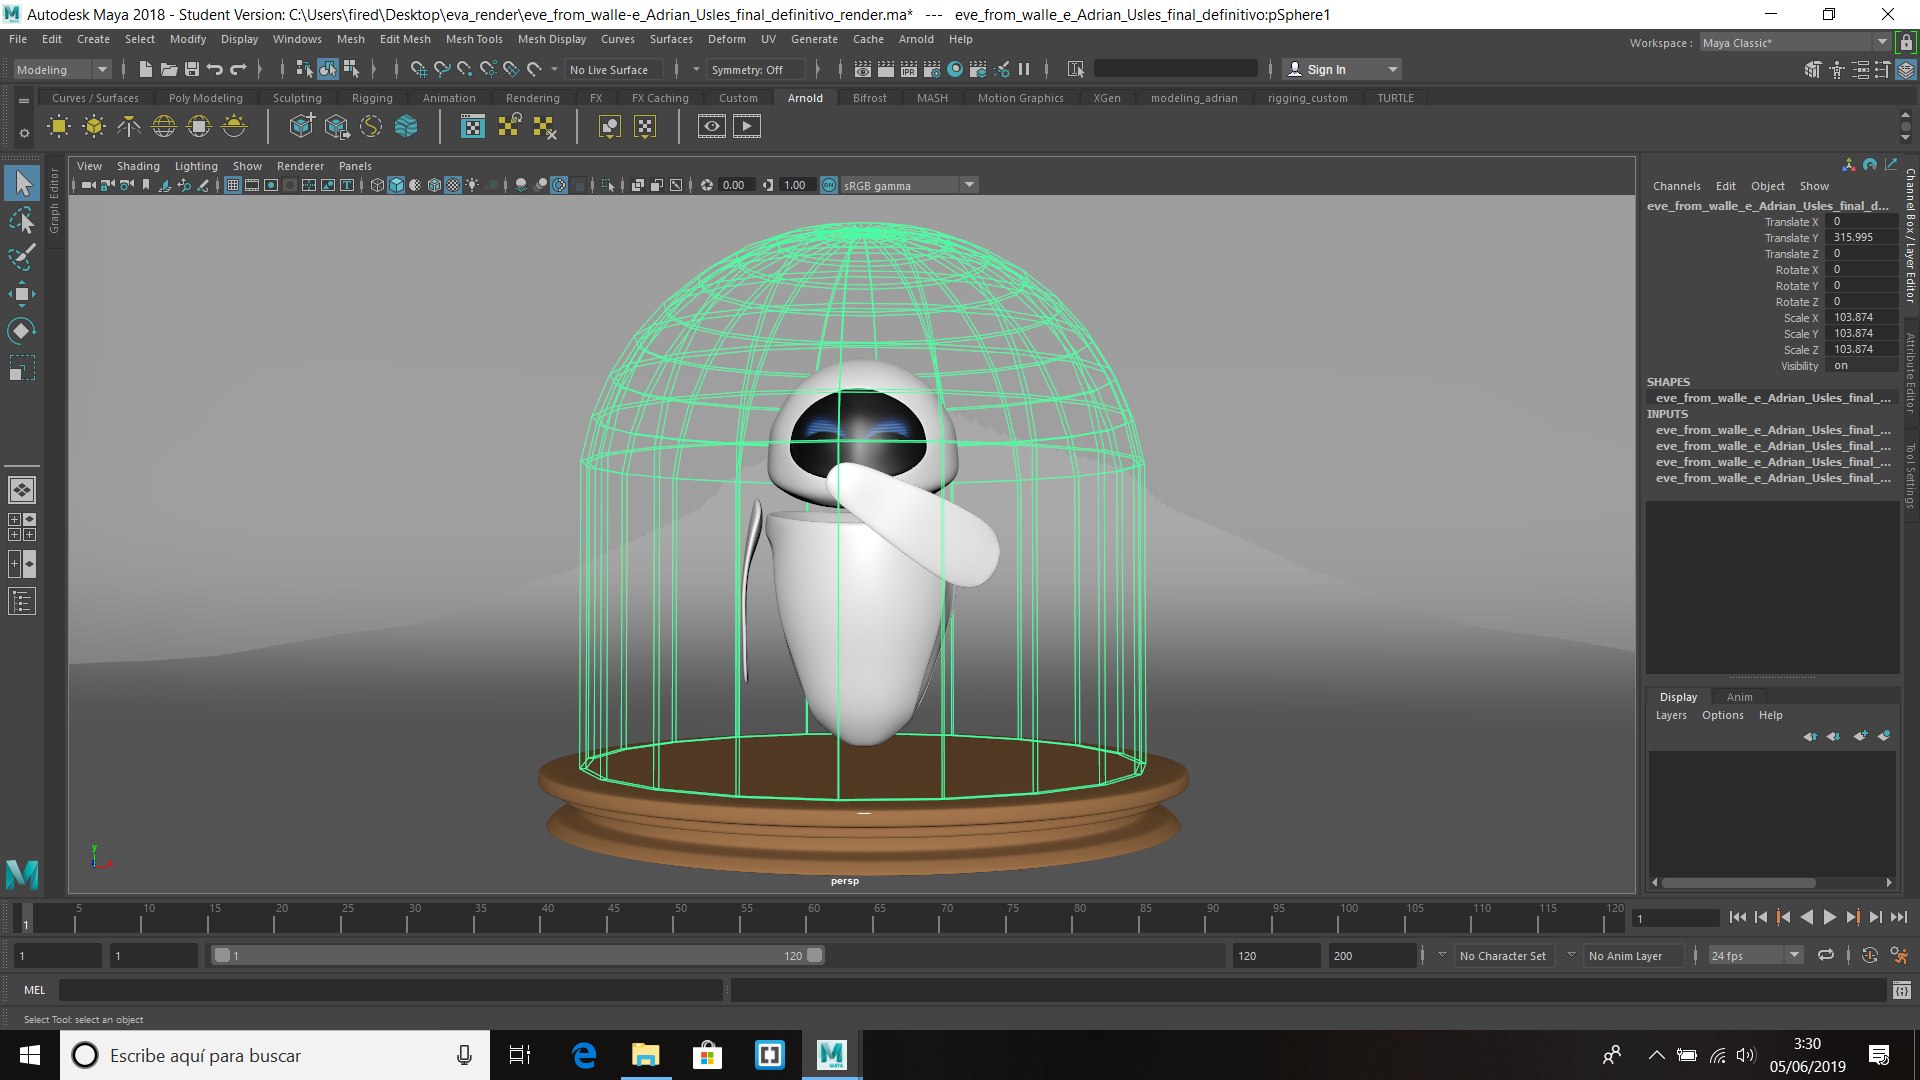 Autodesk Maya 2018 - Student Version: C:\Users\fired\Desktop\eva_render\eve_from_walle-e_Adrian_Usles_final_definitivo_render.ma*   ---   eve_from_walle_e_Adrian_Usles_final_definitivo:pSphere1
File Edit Create Select Modify Display Windows Mesh Edit Mesh Mesh Tools Mesh Display Curves Surfaces Deform UV Generate Cache Arnold Help
Workspace : Maya Classic*
Modeling No Live Surface Symmetry: Off IPR Sign In
Curves / Surfaces Poly Modeling Sculpting Rigging Animation Rendering FX FX Caching Custom Arnold Bifrost MASH Motion Graphics XGen modeling_adrian rigging_custom TURTLE
Graph Editor
View Shading Lighting Show Renderer Panels
0.00 1.00 ON sRGB gamma
y
persp
Channels Edit Object Show
eve_from_walle_e_Adrian_Usles_final_d...
Translate X 0
Translate Y 315.995
Translate Z 0
Rotate X 0
Rotate Y 0
Rotate Z 0
Scale X 103.874
Scale Y 103.874
Scale Z 103.874
Visibility on
SHAPES
eve_from_walle_e_Adrian_Usles_final_...
INPUTS
eve_from_walle_e_Adrian_Usles_final_...
eve_from_walle_e_Adrian_Usles_final_...
eve_from_walle_e_Adrian_Usles_final_...
eve_from_walle_e_Adrian_Usles_final_...
Channel Box / Layer Editor
Attribute Editor
Tool Settings
Display Anim
Layers Options Help
5 10 15 20 25 30 35 40 45 50 55 60 65 70 75 80 85 90 95 100 105 110 115 120
1 1
1 1 1 120 120 200 No Character Set No Anim Layer 24 fps
MEL
Select Tool: select an object
Escribe aquí para buscar
MAYA
3:30
05/06/2019